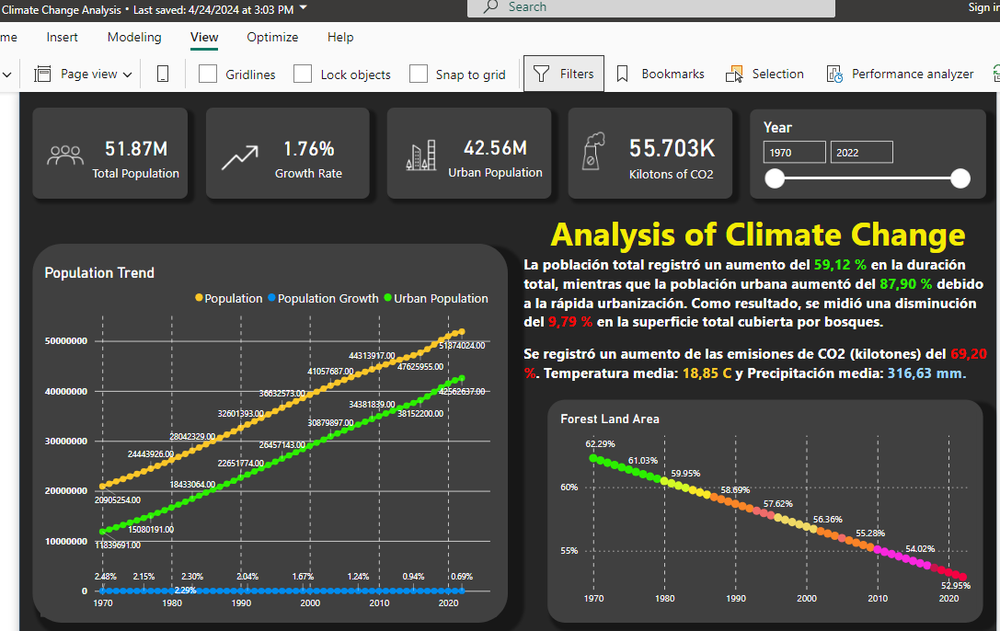 Climate Change Analysis • Last saved: 4/24/2024 at 3:03 PM
Search
Sign in
me Insert Modeling View Optimize Help
Page view Gridlines Lock objects Snap to grid Filters Bookmarks Selection Performance analyzer
51.87M
Total Population
1.76%
Growth Rate
42.56M
Urban Population
55.703K
Kilotons of CO2
Year
1970 2022
Analysis of Climate Change
La población total registró un aumento del 59,12 % en la duración
total, mientras que la población urbana aumentó del 87,90 % debido
a la rápida urbanización. Como resultado, se midió una disminución
del 9,79 % en la superficie total cubierta por bosques.
Se registró un aumento de las emisiones de CO2 (kilotones) del 69,20
%. Temperatura media: 18,85 C y Precipitación media: 316,63 mm.
Population Trend
Population Population Growth Urban Population
50000000
40000000
30000000
20000000
10000000
0
20905254.00
24443926.00
28042329.00
32601393.00
36632573.00
41057687.00
44313917.00
47625955.00
51874024.00
11839691.00
15080191.00
18433064.00
22651774.00
26457143.00
30879897.00
34381839.00
38152200.00
42562637.00
2.48% 2.15% 2.30% 2.04% 1.67% 1.24% 0.94% 0.69%
2.29%
1970 1980 1990 2000 2010 2020
Forest Land Area
60%
55%
62.29%
61.03%
59.95%
58.69%
57.62%
56.36%
55.28%
54.02%
52.95%
1970 1980 1990 2000 2010 2020